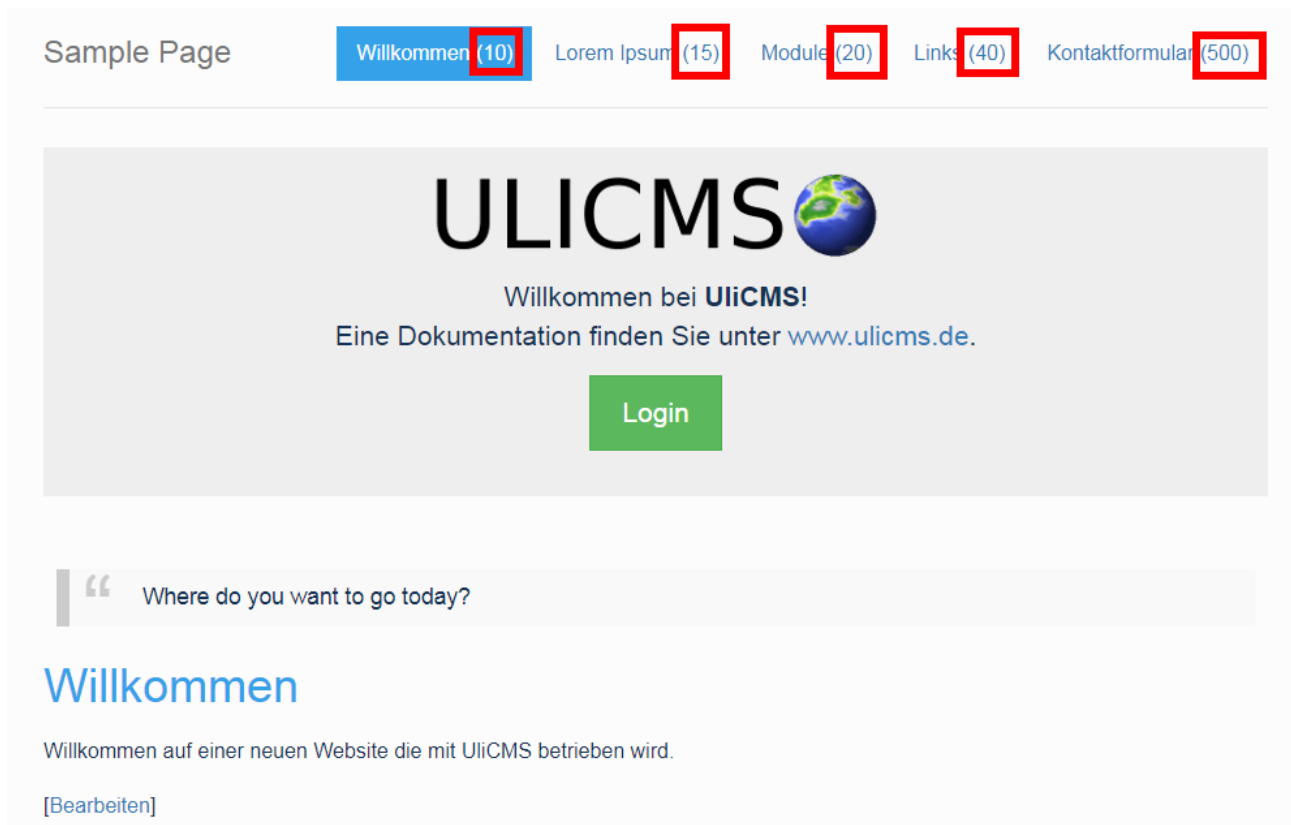 Sample Page Willkommen (10) Lorem Ipsum (15) Module (20) Links (40) Kontaktformular (500)
ULICMS
Willkommen bei UliCMS!
Eine Dokumentation finden Sie unter www.ulicms.de.
Login
“ Where do you want to go today?
Willkommen
Willkommen auf einer neuen Website die mit UliCMS betrieben wird.
[Bearbeiten]